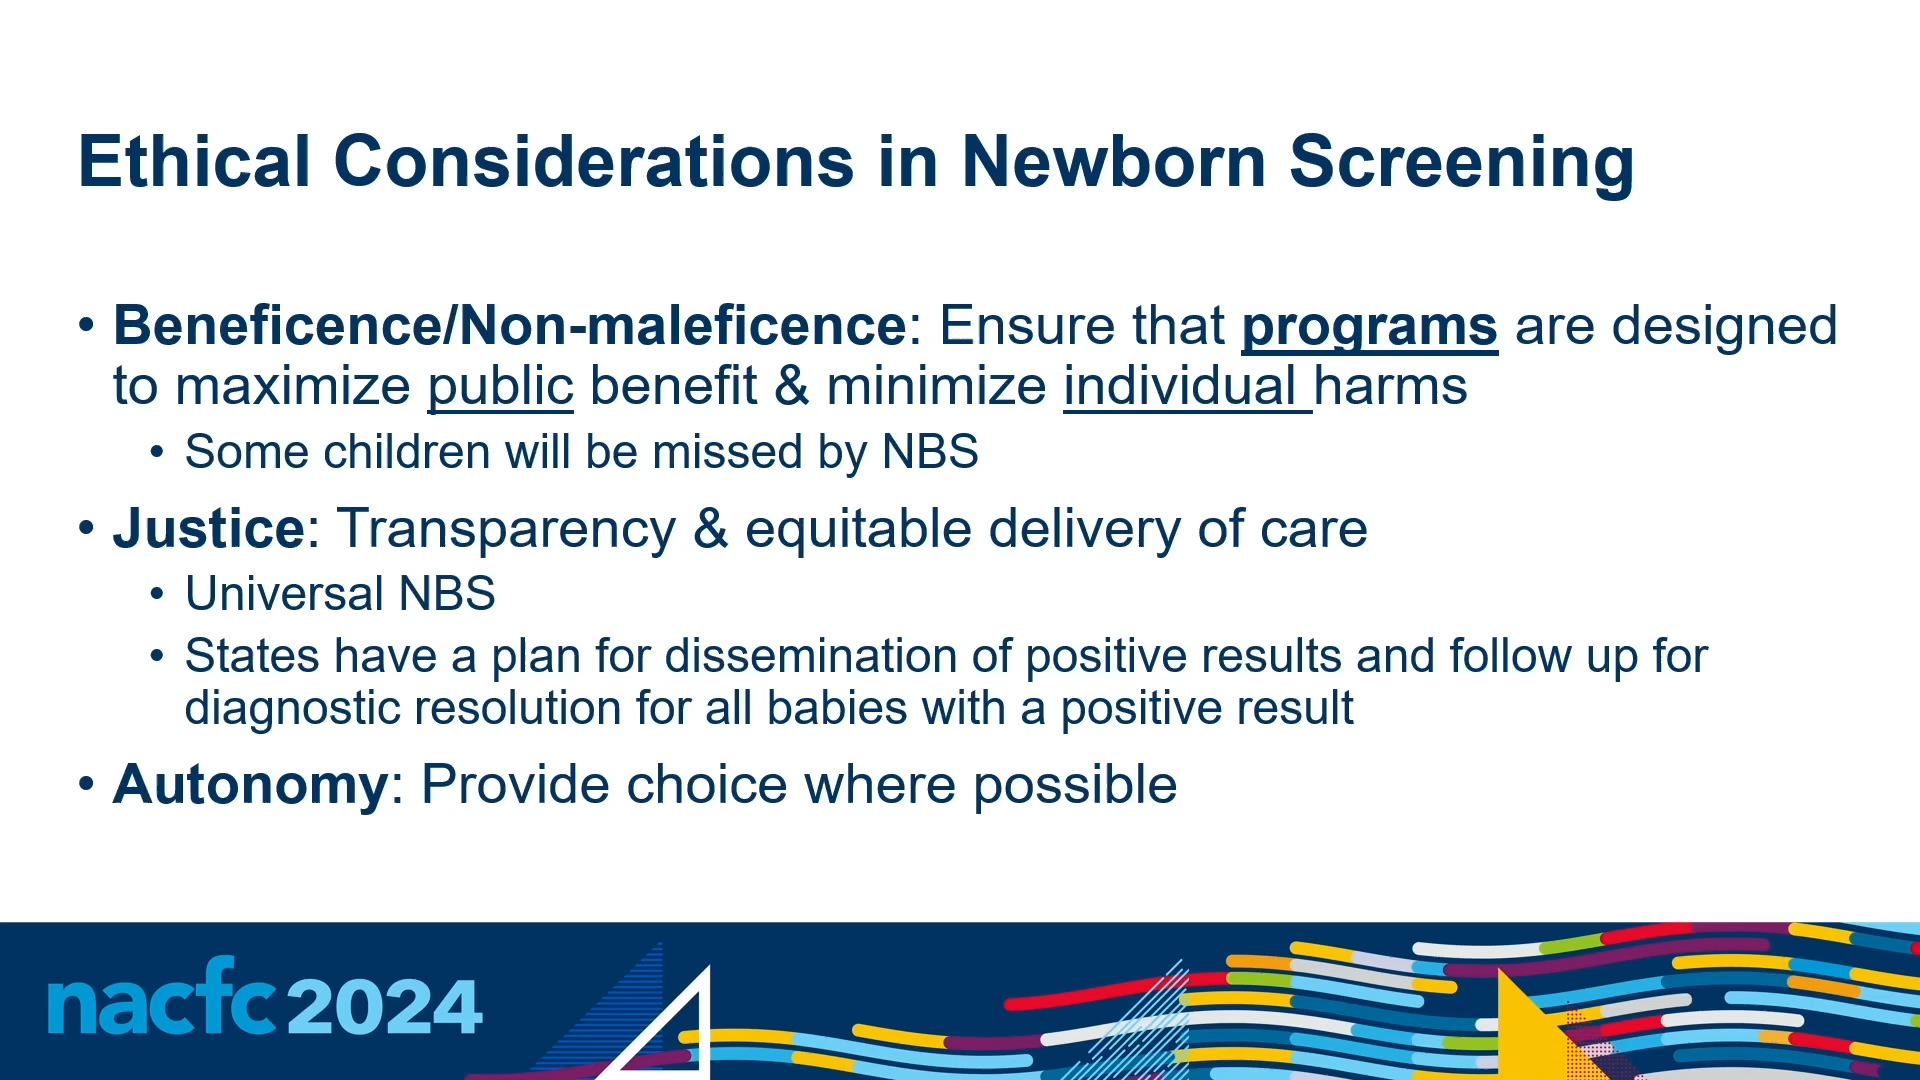 Ethical Considerations in Newborn Screening
• Beneficence/Non-maleficence: Ensure that programs are designed
to maximize public benefit & minimize individual harms
• Some children will be missed by NBS
• Justice: Transparency & equitable delivery of care
• Universal NBS
• States have a plan for dissemination of positive results and follow up for
diagnostic resolution for all babies with a positive result
• Autonomy: Provide choice where possible
nacfc 2024